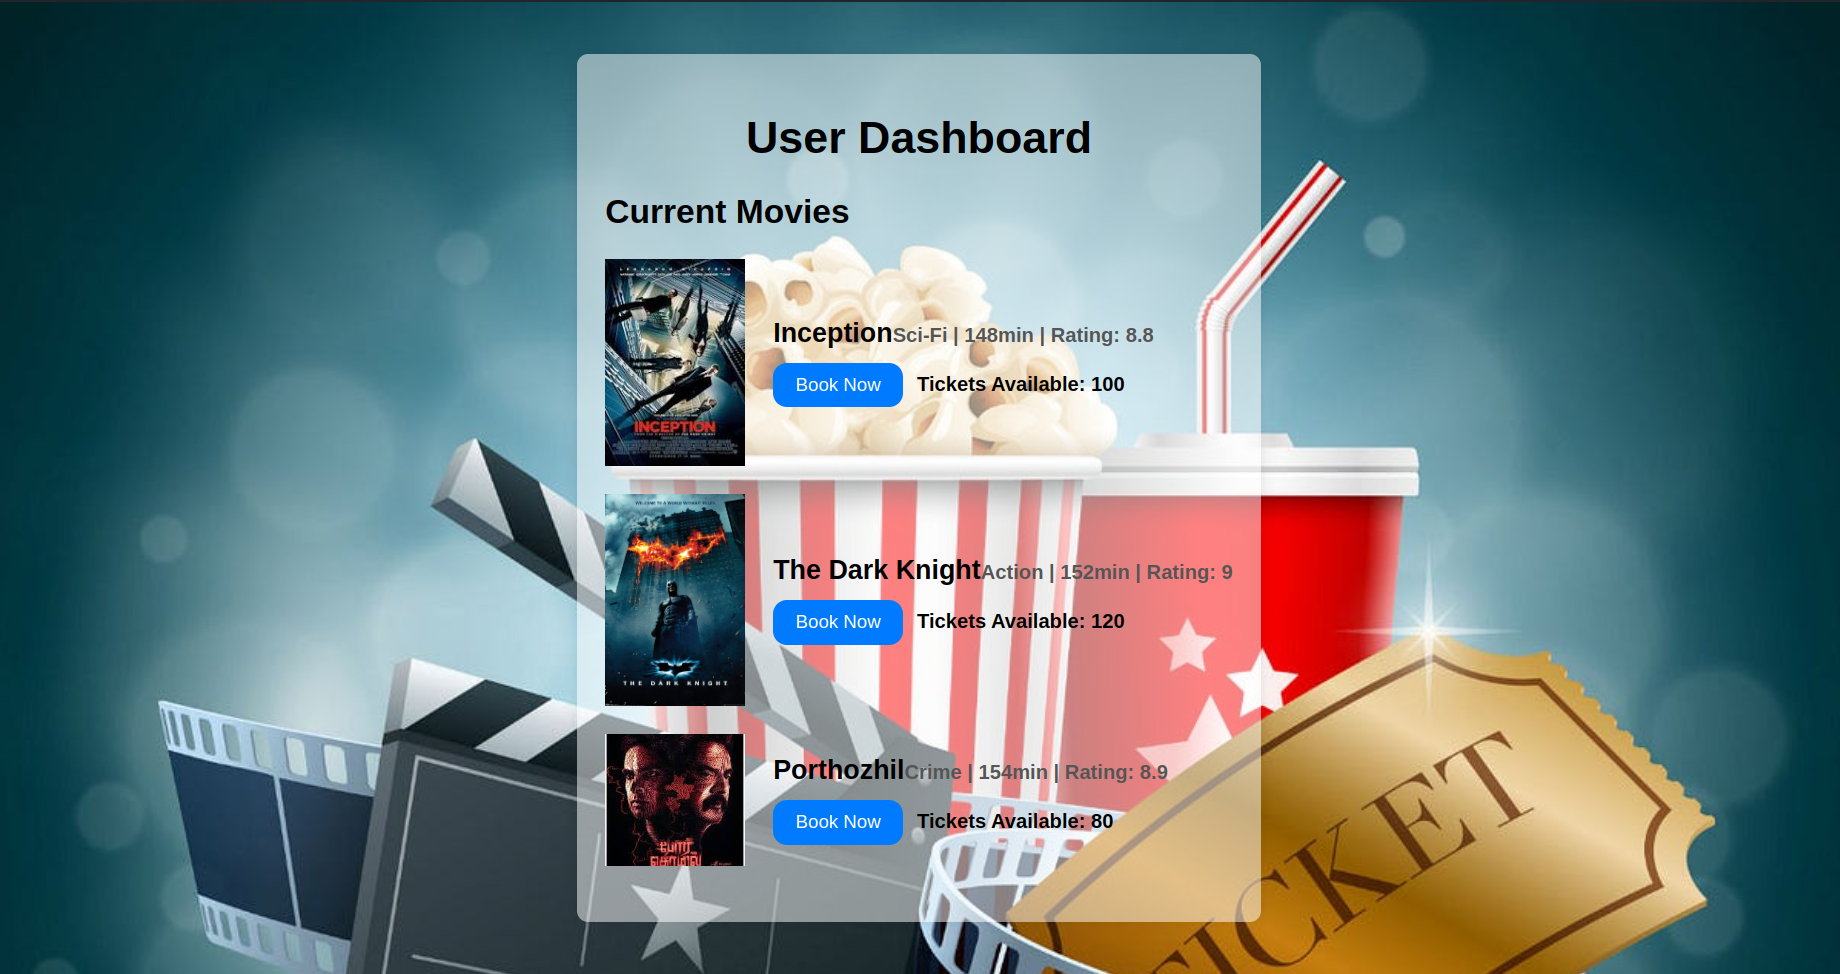 User Dashboard
Current Movies
INCEPTION
InceptionSci-Fi | 148min | Rating: 8.8
Book Now Tickets Available: 100
THE DARK KNIGHT
The Dark KnightAction | 152min | Rating: 9
Book Now Tickets Available: 120
போர்
தொழில்
PorthozhilCrime | 154min | Rating: 8.9
Book Now Tickets Available: 80
TICKET